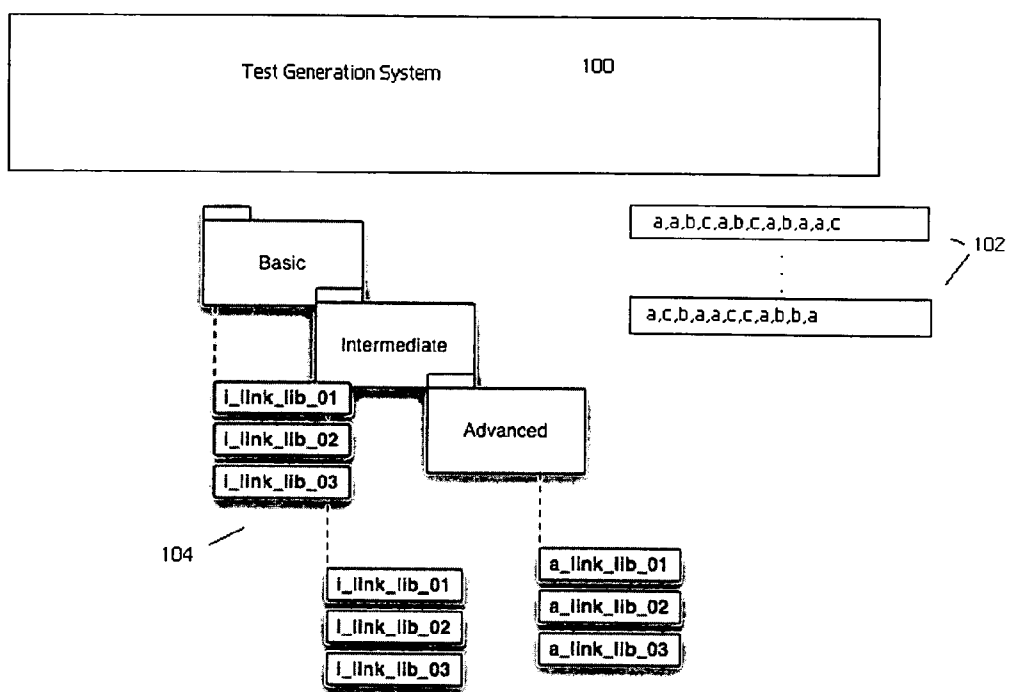 Test Generation System 100
a,a,b,c,a,b,c,a,b,a,a,c
102
Basic
.
.
.
a,c,b,a,a,c,c,a,b,b,a
Intermediate
i_link_lib_01
i_link_lib_02
i_link_lib_03
Advanced
104
i_link_lib_01
i_link_lib_02
i_link_lib_03
a_link_lib_01
a_link_lib_02
a_link_lib_03